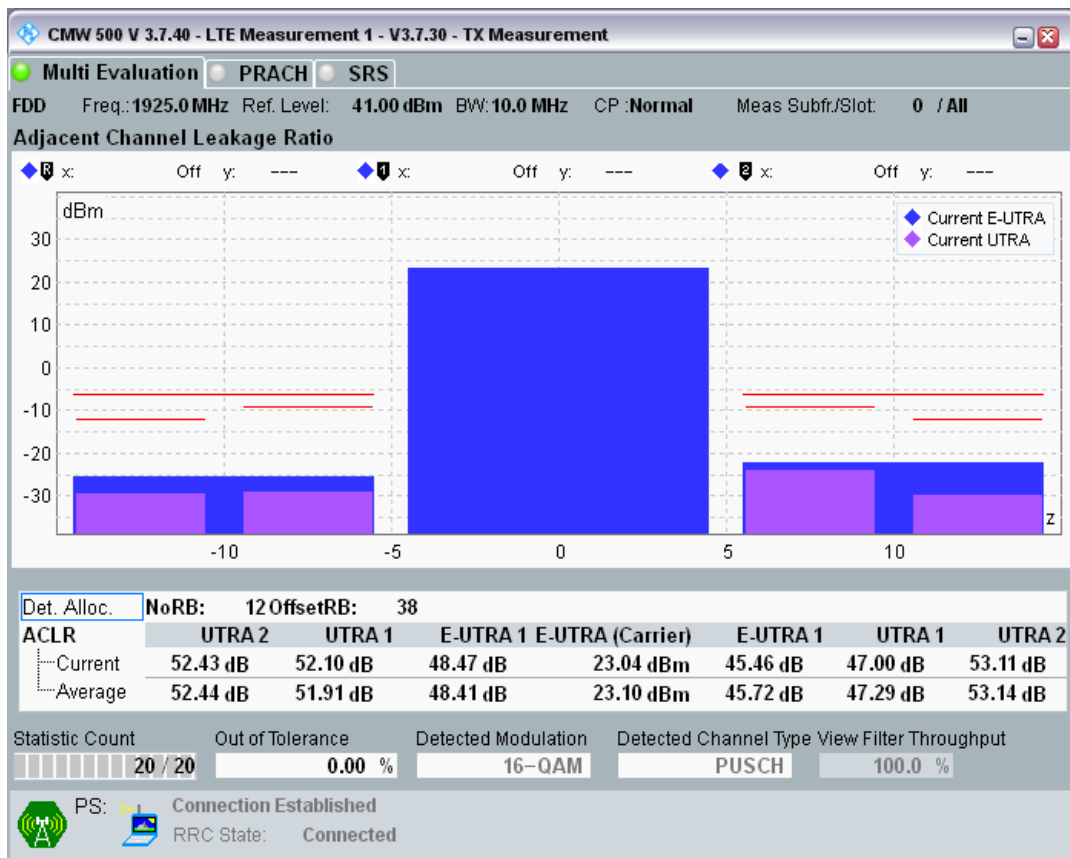 CMW 500 V 3.7.40 - LTE Measurement 1 - V3.7.30 - TX Measurement
Multi Evaluation PRACH SRS
FDD Freq.: 1925.0 MHz Ref. Level: 41.00 dBm BW: 10.0 MHz CP :Normal Meas Subfr./Slot: 0 / All
Adjacent Channel Leakage Ratio
R x: Off y: --- 1 x: Off y: --- 2 x: Off y: ---
dBm
Current E-UTRA
Current UTRA
30
20
10
0
-10
-20
-30
z
-10 -5 0 5 10
Det. Alloc. NoRB: 12 OffsetRB: 38
ACLR UTRA 2 UTRA 1 E-UTRA 1 E-UTRA (Carrier) E-UTRA 1 UTRA 1 UTRA 2
Current 52.43 dB 52.10 dB 48.47 dB 23.04 dBm 45.46 dB 47.00 dB 53.11 dB
Average 52.44 dB 51.91 dB 48.41 dB 23.10 dBm 45.72 dB 47.29 dB 53.14 dB
Statistic Count Out of Tolerance Detected Modulation Detected Channel Type View Filter Throughput
20 / 20 0.00 % 16-QAM PUSCH 100.0 %
PS: Connection Established
RRC State: Connected